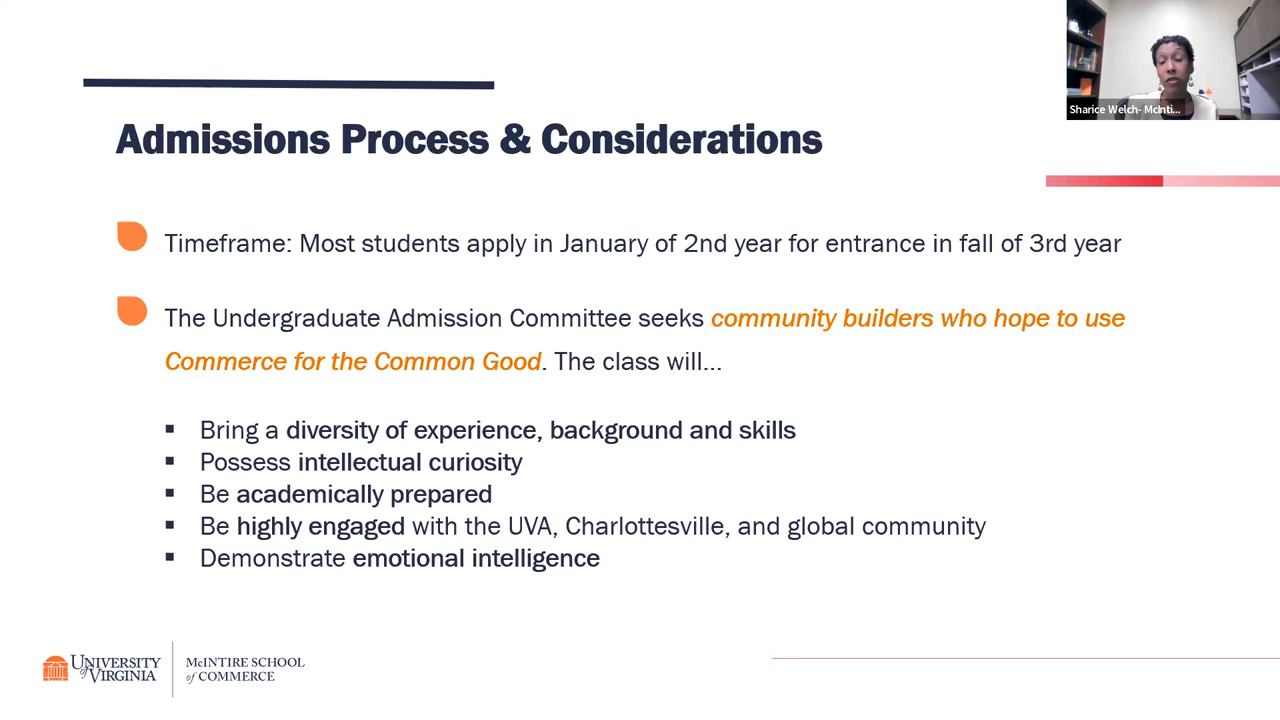 Sharice Welch- McInti...
Admissions Process & Considerations
Timeframe: Most students apply in January of 2nd year for entrance in fall of 3rd year
The Undergraduate Admission Committee seeks community builders who hope to use
Commerce for the Common Good. The class will...
Bring a diversity of experience, background and skills
Possess intellectual curiosity
Be academically prepared
Be highly engaged with the UVA, Charlottesville, and global community
Demonstrate emotional intelligence
UNIVERSITY
of VIRGINIA
McINTIRE SCHOOL
of COMMERCE